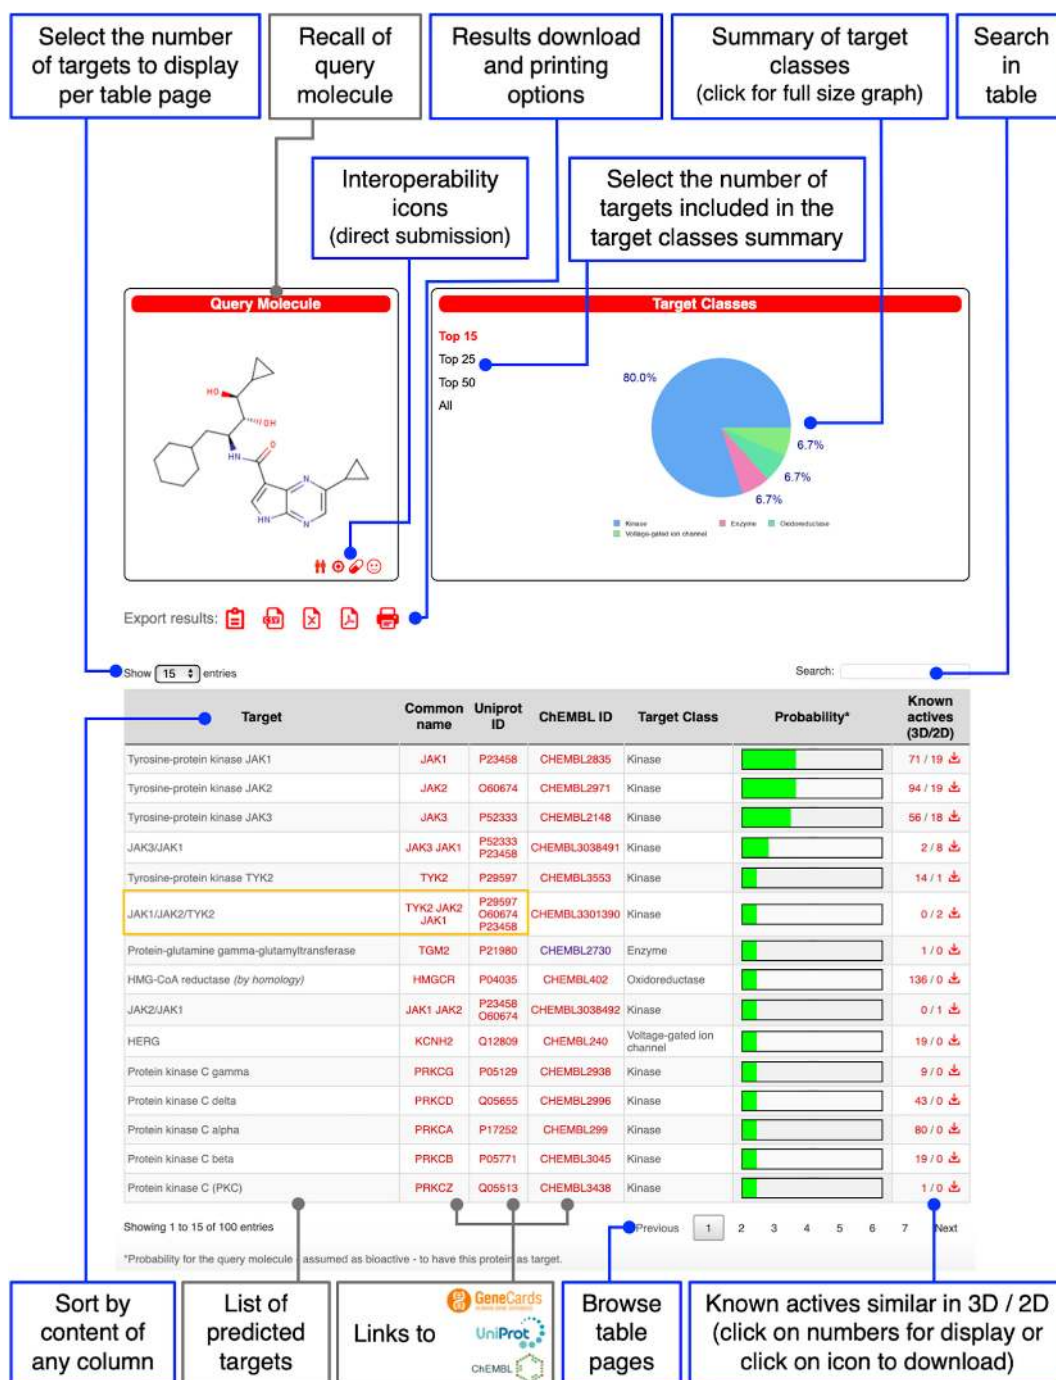 Select the number
of targets to display
per table page
Recall of
query
molecule
Results download
and printing
options
Summary of target
classes
(click for full size graph)
Search
in
table
Interoperability
icons
(direct submission)
Select the number of
targets included in the
target classes summary
Query Molecule
HO
OH
HN
O
N
N
HN
Target Classes
Top 15
Top 25
Top 50
All
80.0%
6.7%
6.7%
6.7%
Kinase
Enzyme
Oxidoreductase
Voltage-gated ion channel
Export results:
CSV
Show 15 entries
Search:
Target
Common name
Uniprot ID
ChEMBL ID
Target Class
Probability*
Known actives (3D/2D)
Tyrosine-protein kinase JAK1 JAK1 P23458 CHEMBL2835 Kinase 71 / 19
Tyrosine-protein kinase JAK2 JAK2 O60674 CHEMBL2971 Kinase 94 / 19
Tyrosine-protein kinase JAK3 JAK3 P52333 CHEMBL2148 Kinase 56 / 18
JAK3/JAK1 JAK3 JAK1 P52333 P23458 CHEMBL3038491 Kinase 2 / 8
Tyrosine-protein kinase TYK2 TYK2 P29597 CHEMBL3553 Kinase 14 / 1
JAK1/JAK2/TYK2 TYK2 JAK2 JAK1 P29597 O60674 P23458 CHEMBL3301390 Kinase 0 / 2
Protein-glutamine gamma-glutamyltransferase TGM2 P21980 CHEMBL2730 Enzyme 1 / 0
HMG-CoA reductase (by homology) HMGCR P04035 CHEMBL402 Oxidoreductase 136 / 0
JAK2/JAK1 JAK1 JAK2 P23458 O60674 CHEMBL3038492 Kinase 0 / 1
HERG KCNH2 Q12809 CHEMBL240 Voltage-gated ion channel 19 / 0
Protein kinase C gamma PRKCG P05129 CHEMBL2938 Kinase 9 / 0
Protein kinase C delta PRKCD Q05655 CHEMBL2996 Kinase 43 / 0
Protein kinase C alpha PRKCA P17252 CHEMBL299 Kinase 80 / 0
Protein kinase C beta PRKCB P05771 CHEMBL3045 Kinase 19 / 0
Protein kinase C (PKC) PRKCZ Q05513 CHEMBL3438 Kinase 1 / 0
Showing 1 to 15 of 100 entries
Previous 1 2 3 4 5 6 7 Next
*Probability for the query molecule - assumed as bioactive - to have this protein as target.
Sort by
content of
any column
List of
predicted
targets
Links to
GeneCards
UniProt
ChEMBL
Browse
table
pages
Known actives similar in 3D / 2D
(click on numbers for display or
click on icon to download)